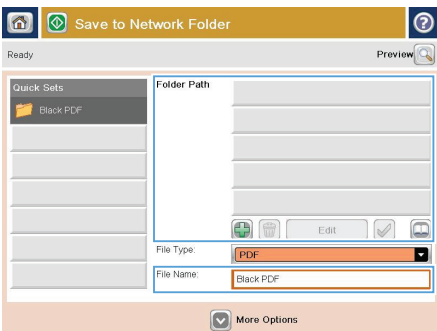 Save to Network Folder
Ready
Preview
Quick Sets
Black PDF
Folder Path
Edit
File Type:
PDF
File Name:
Black PDF
More Options